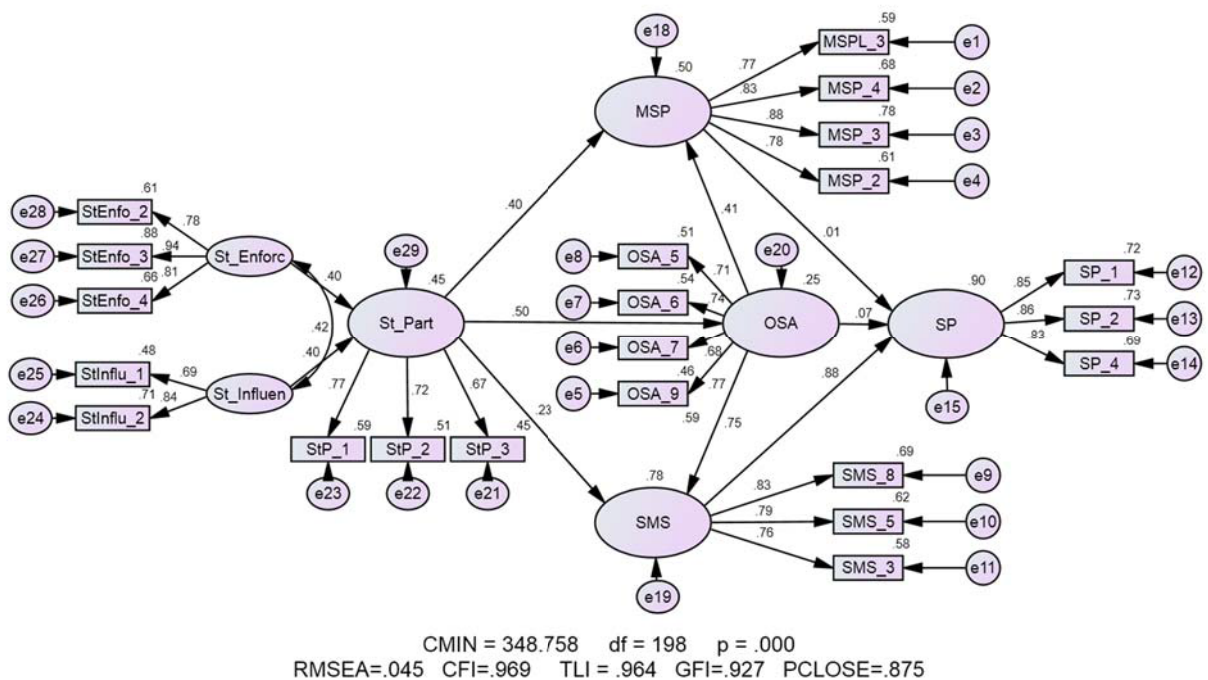 e18
.50
MSP
.77
.83
.88
.78
.59
MSPL_3
e1
.68
MSP_4
e2
.78
MSP_3
e3
.61
MSP_2
e4
.40
.41
.01
e28
.61
StEnfo_2
.78
e27
.88
StEnfo_3
.94
e26
.66
StEnfo_4
.81
St_Enforc
.40
.42
e25
.48
StInflu_1
.69
e24
.71
StInflu_2
.84
St_Influen
.40
e29
.45
St_Part
.50
.23
.77
.72
.67
.59
StP_1
.51
StP_2
.45
StP_3
e23
e22
e21
e8
.51
OSA_5
.71
e7
.54
OSA_6
.74
e6
OSA_7
.68
e5
.46
OSA_9
.77
.59
e20
.25
OSA
.07
.75
.88
.90
SP
e15
.85
.86
.83
.72
SP_1
e12
.73
SP_2
e13
.69
SP_4
e14
.78
SMS
e19
.83
.79
.76
.69
SMS_8
e9
.62
SMS_5
e10
.58
SMS_3
e11
CMIN = 348.758 df = 198 p = .000
RMSEA=.045 CFI=.969 TLI = .964 GFI=.927 PCLOSE=.875